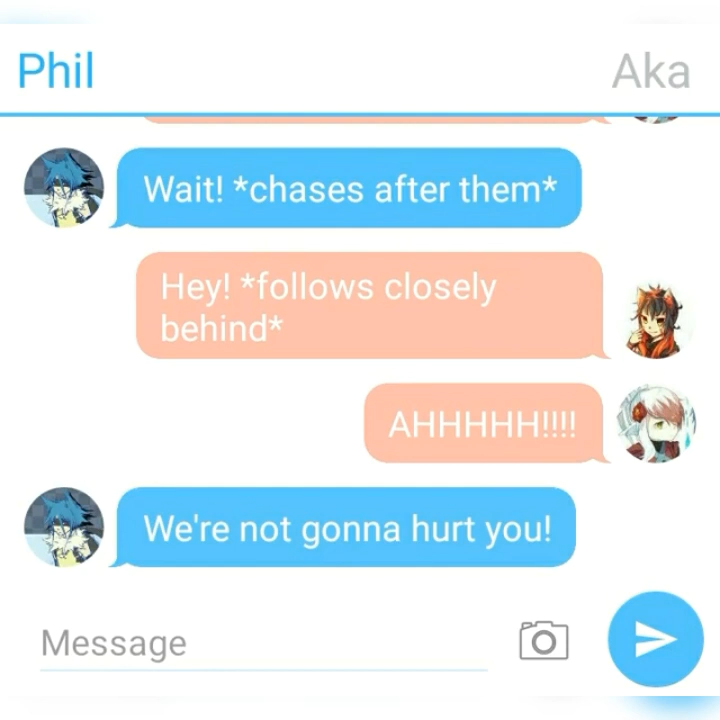 Phil
Aka
Wait! *chases after them*
Hey! *follows closely
behind*
AHHHHH!!!!
We're not gonna hurt you!
Message